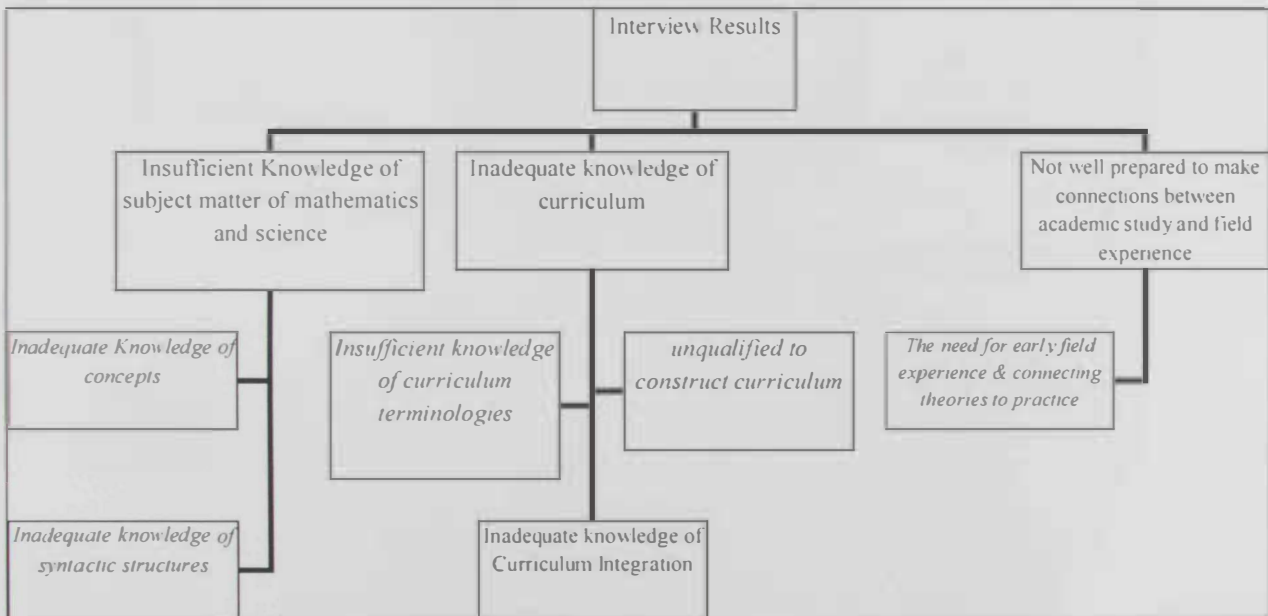 Interview Results
Insufficient Knowledge of
subject matter of mathematics
and science
Inadequate knowledge of
curriculum
Not well prepared to make
connections between
academic study and field
experience
Inadequate Knowledge of
concepts
Insufficient knowledge
of curriculum
terminologies
unqualified to
construct curriculum
The need for early field
experience & connecting
theories to practice
Inadequate knowledge of
syntactic structures
Inadequate knowledge of
Curriculum Integration